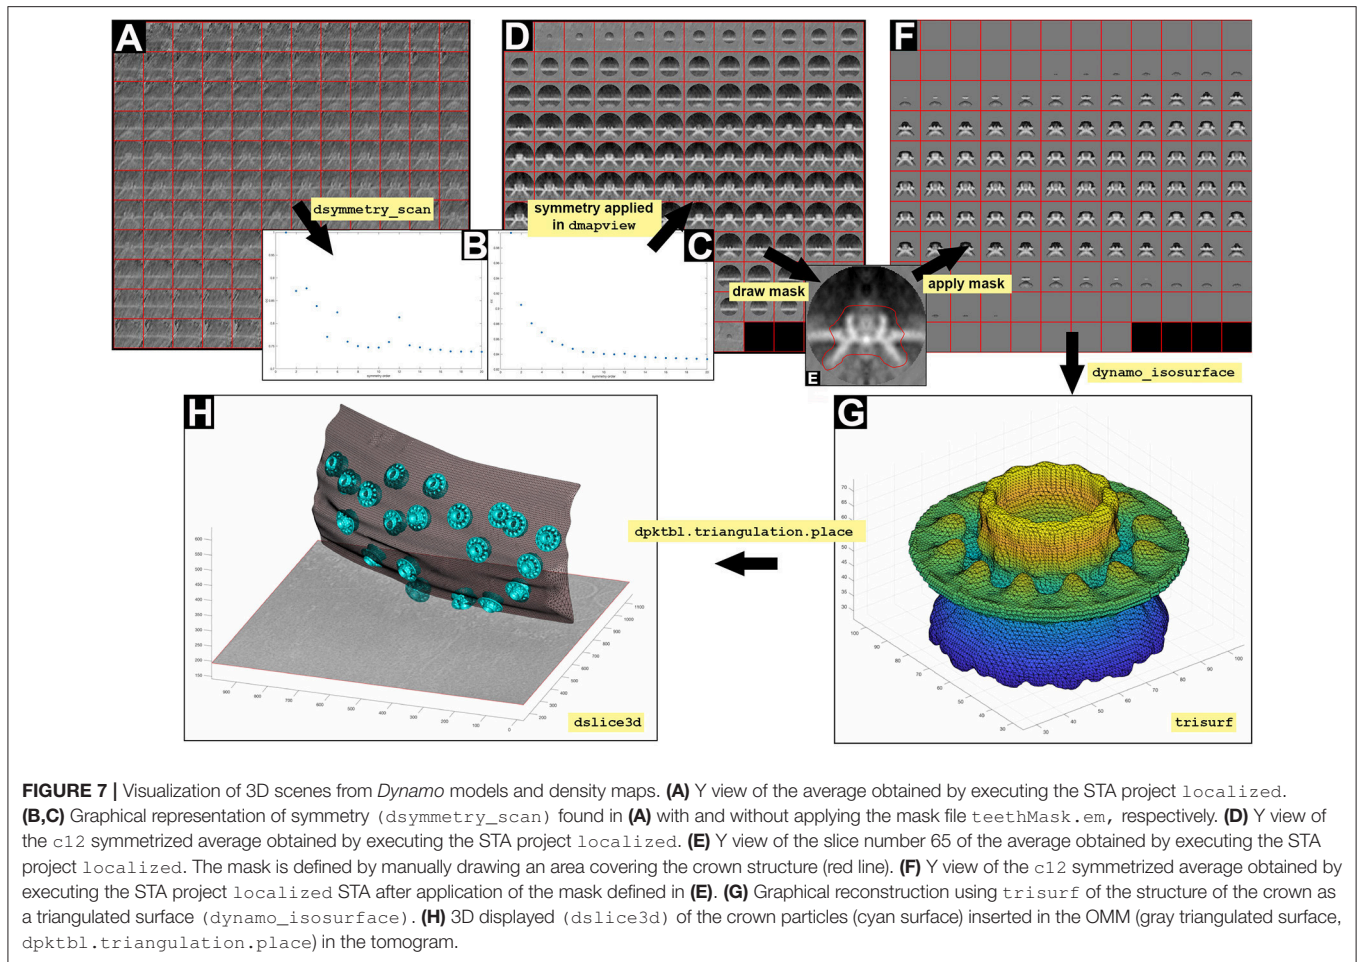 A
D
F
dsymmetry_scan
symmetry applied
in dmapview
B
C
draw mask
apply mask
E
symmetry order
symmetry order
dynamo_isosurface
H
G
dpktbl.triangulation.place
dslice3d
trisurf
FIGURE 7 | Visualization of 3D scenes from Dynamo models and density maps. (A) Y view of the average obtained by executing the STA project localized.
(B,C) Graphical representation of symmetry (dsymmetry_scan) found in (A) with and without applying the mask file teethMask.em, respectively. (D) Y view of
the c12 symmetrized average obtained by executing the STA project localized. (E) Y view of the slice number 65 of the average obtained by executing the STA
project localized. The mask is defined by manually drawing an area covering the crown structure (red line). (F) Y view of the c12 symmetrized average obtained by
executing the STA project localized STA after application of the mask defined in (E). (G) Graphical reconstruction using trisurf of the structure of the crown as
a triangulated surface (dynamo_isosurface). (H) 3D displayed (dslice3d) of the crown particles (cyan surface) inserted in the OMM (gray triangulated surface,
dpktbl.triangulation.place) in the tomogram.